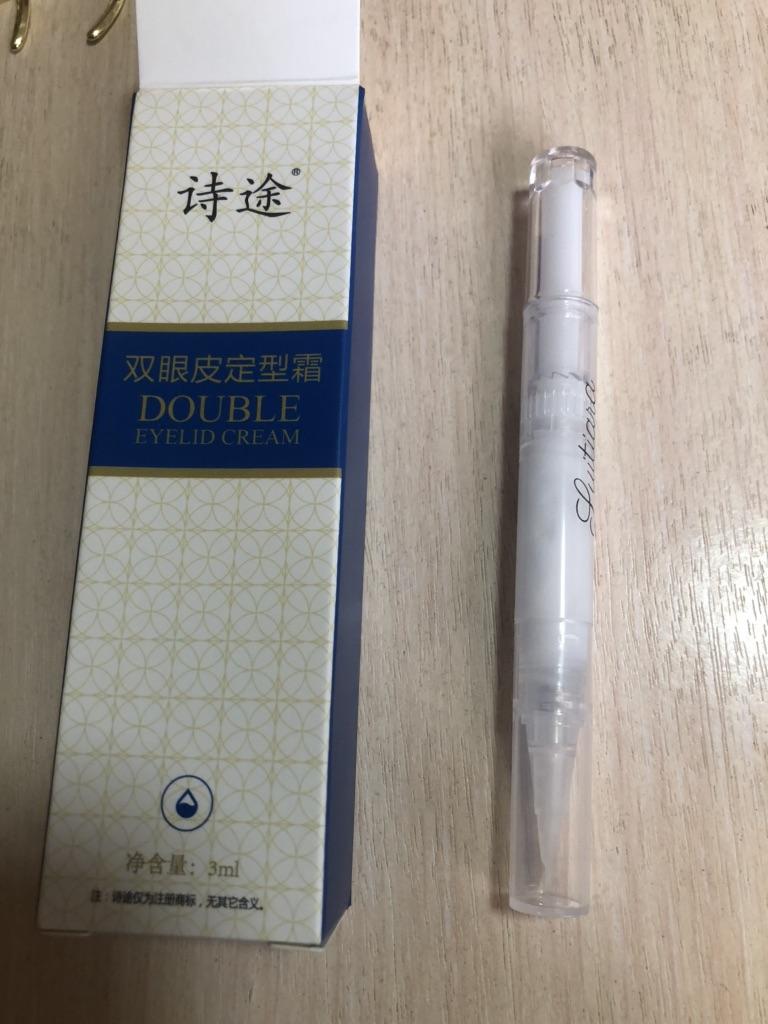 诗途®
双眼皮定型霜
DOUBLE
EYELID CREAM
净含量：3ml
注：诗途仅为注册商标，无其它含义。